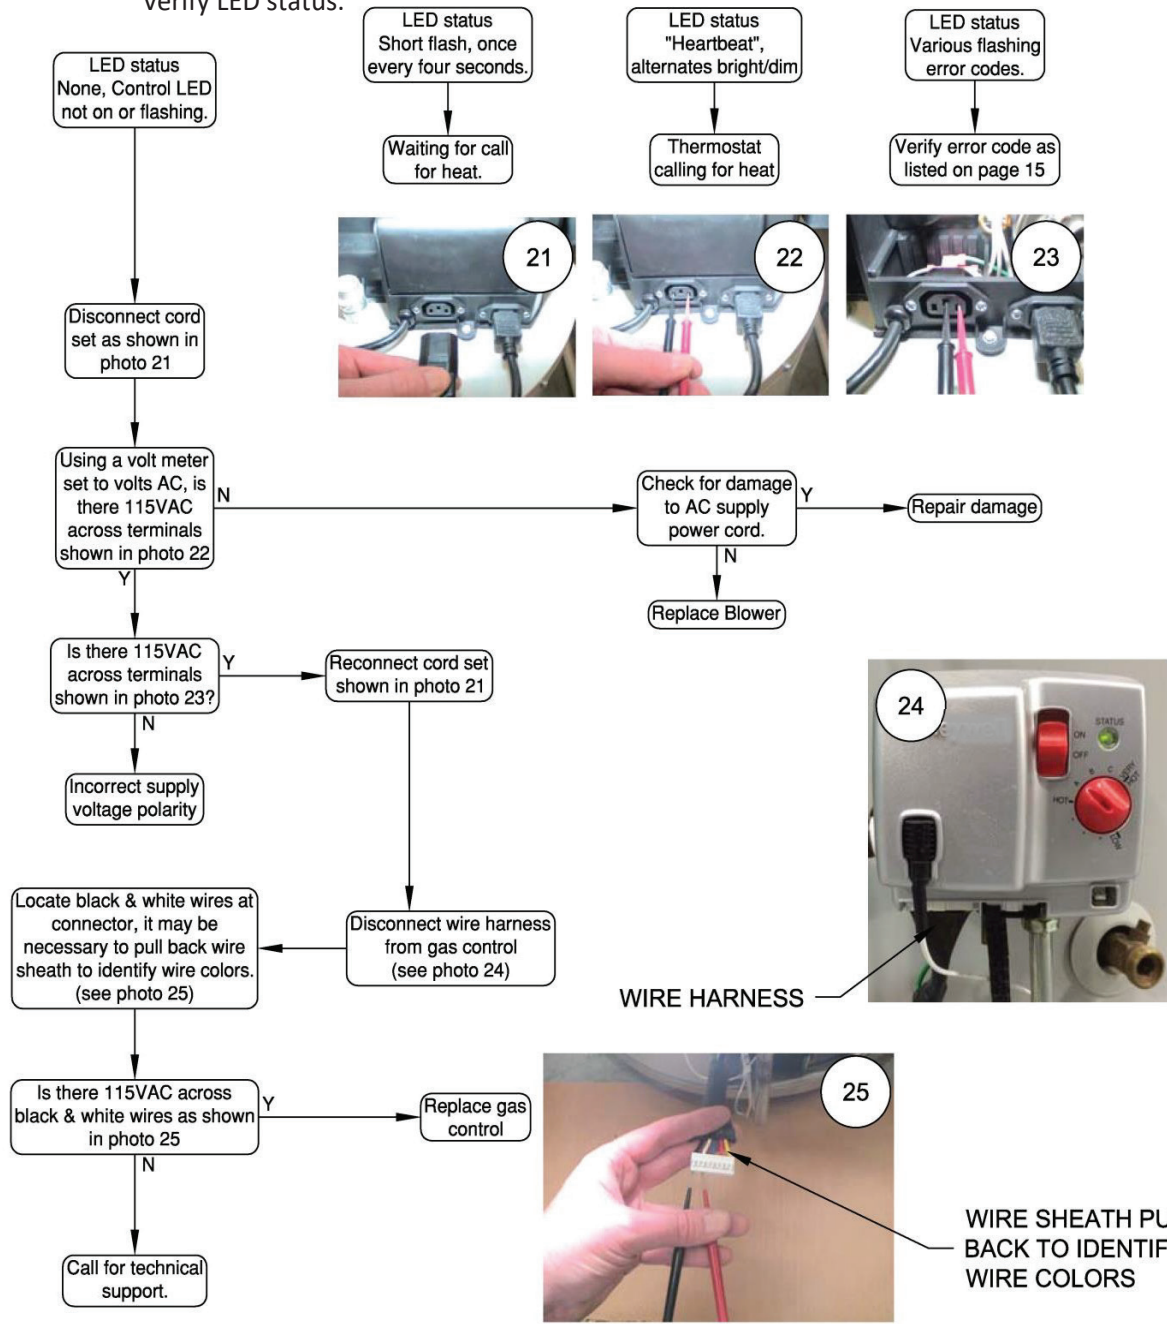 verify LED status.
LED status
None, Control LED
not on or flashing.
LED status
Short flash, once
every four seconds.
LED status
"Heartbeat",
alternates bright/dim
LED status
Various flashing
error codes.
Waiting for call
for heat.
Thermostat
calling for heat
Verify error code as
listed on page 15
21
22
23
Disconnect cord
set as shown in
photo 21
Using a volt meter
set to volts AC, is
there 115VAC
across terminals
shown in photo 22
N
Y
Check for damage
to AC supply
power cord.
Y
N
Repair damage
Replace Blower
Is there 115VAC
across terminals
shown in photo 23?
Y
N
Reconnect cord set
shown in photo 21
Incorrect supply
voltage polarity
24
STATUS
ON
OFF
A
B
C
VERY
HOT
HOT
LOW
Locate black & white wires at
connector, it may be
necessary to pull back wire
sheath to identify wire colors.
(see photo 25)
Disconnect wire harness
from gas control
(see photo 24)
WIRE HARNESS
Is there 115VAC across
black & white wires as shown
in photo 25
Y
N
Replace gas
control
25
Call for technical
support.
WIRE SHEATH PU
BACK TO IDENTIF
WIRE COLORS